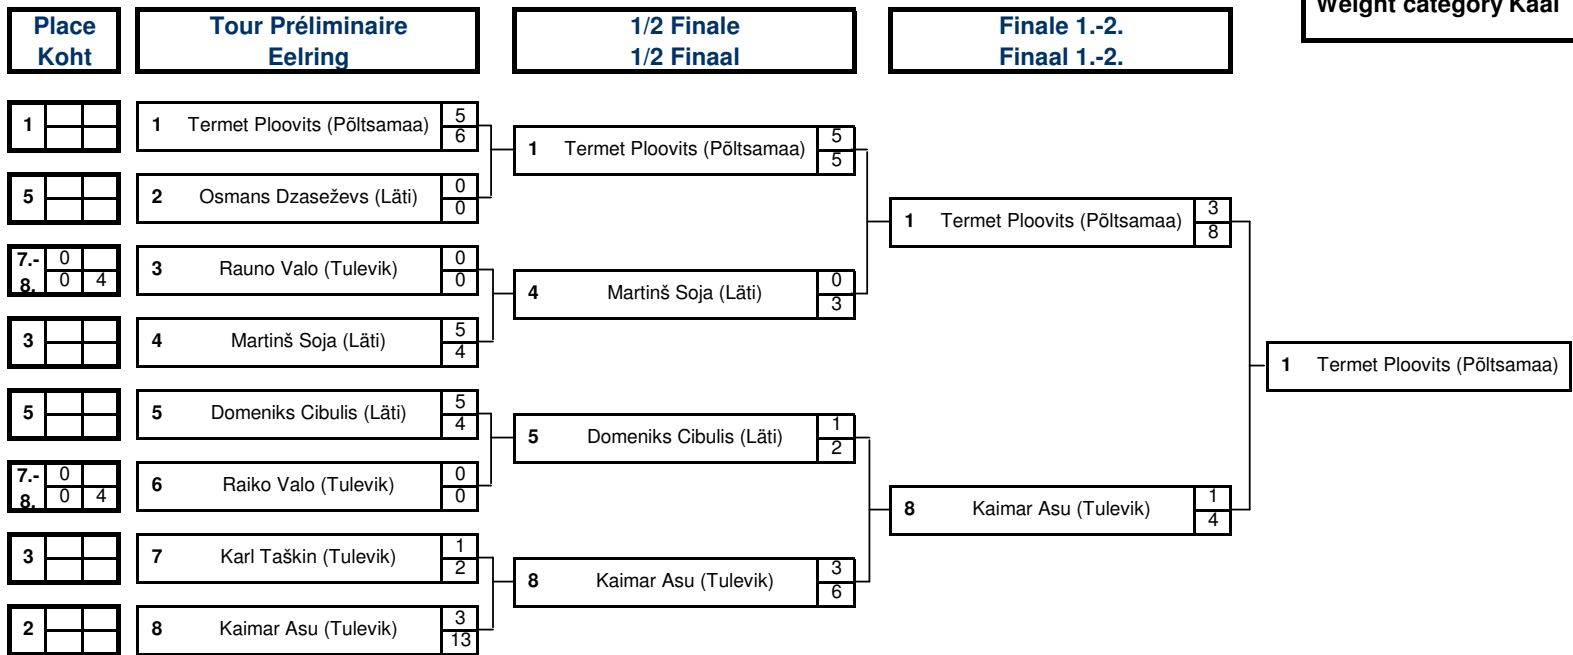 Weight category Kaal
Place
Koht
Tour Préliminaire
Eelring
1/2 Finale
1/2 Finaal
Finale 1.-2.
Finaal 1.-2.
1
1 Termet Ploovits (Põltsamaa) 5
6
5
2 Osmans Dzaseževs (Läti) 0
0
7.- 0
8. 0 4
3 Rauno Valo (Tulevik) 0
0
3
4 Martinš Soja (Läti) 5
4
5
5 Domeniks Cibulis (Läti) 5
4
7.- 0
8. 0 4
6 Raiko Valo (Tulevik) 0
0
3
7 Karl Taškin (Tulevik) 1
2
2
8 Kaimar Asu (Tulevik) 3
13
1 Termet Ploovits (Põltsamaa) 5
5
4 Martinš Soja (Läti) 0
3
5 Domeniks Cibulis (Läti) 1
2
8 Kaimar Asu (Tulevik) 3
6
1 Termet Ploovits (Põltsamaa) 3
8
8 Kaimar Asu (Tulevik) 1
4
1 Termet Ploovits (Põltsamaa)